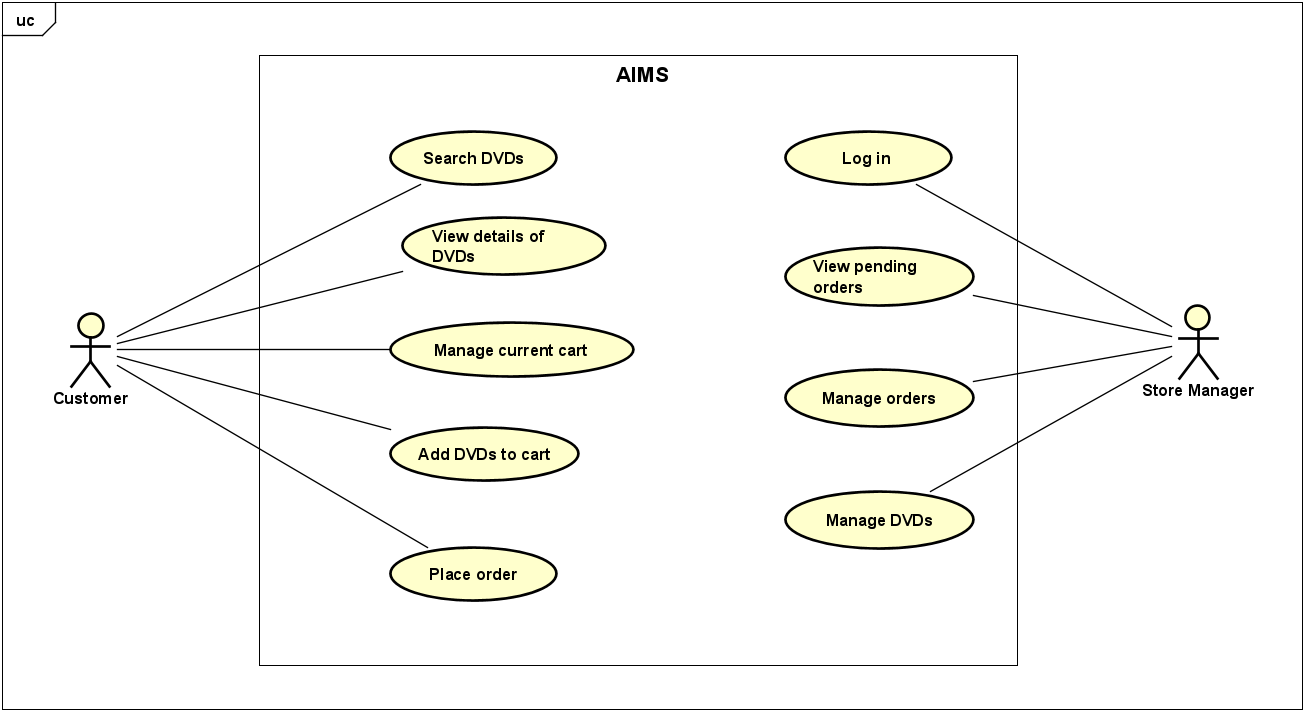 uc
AIMS
Search DVDs
View details of
DVDs
Manage current cart
Add DVDs to cart
Place order
Customer
Log in
View pending
orders
Manage orders
Manage DVDs
Store Manager